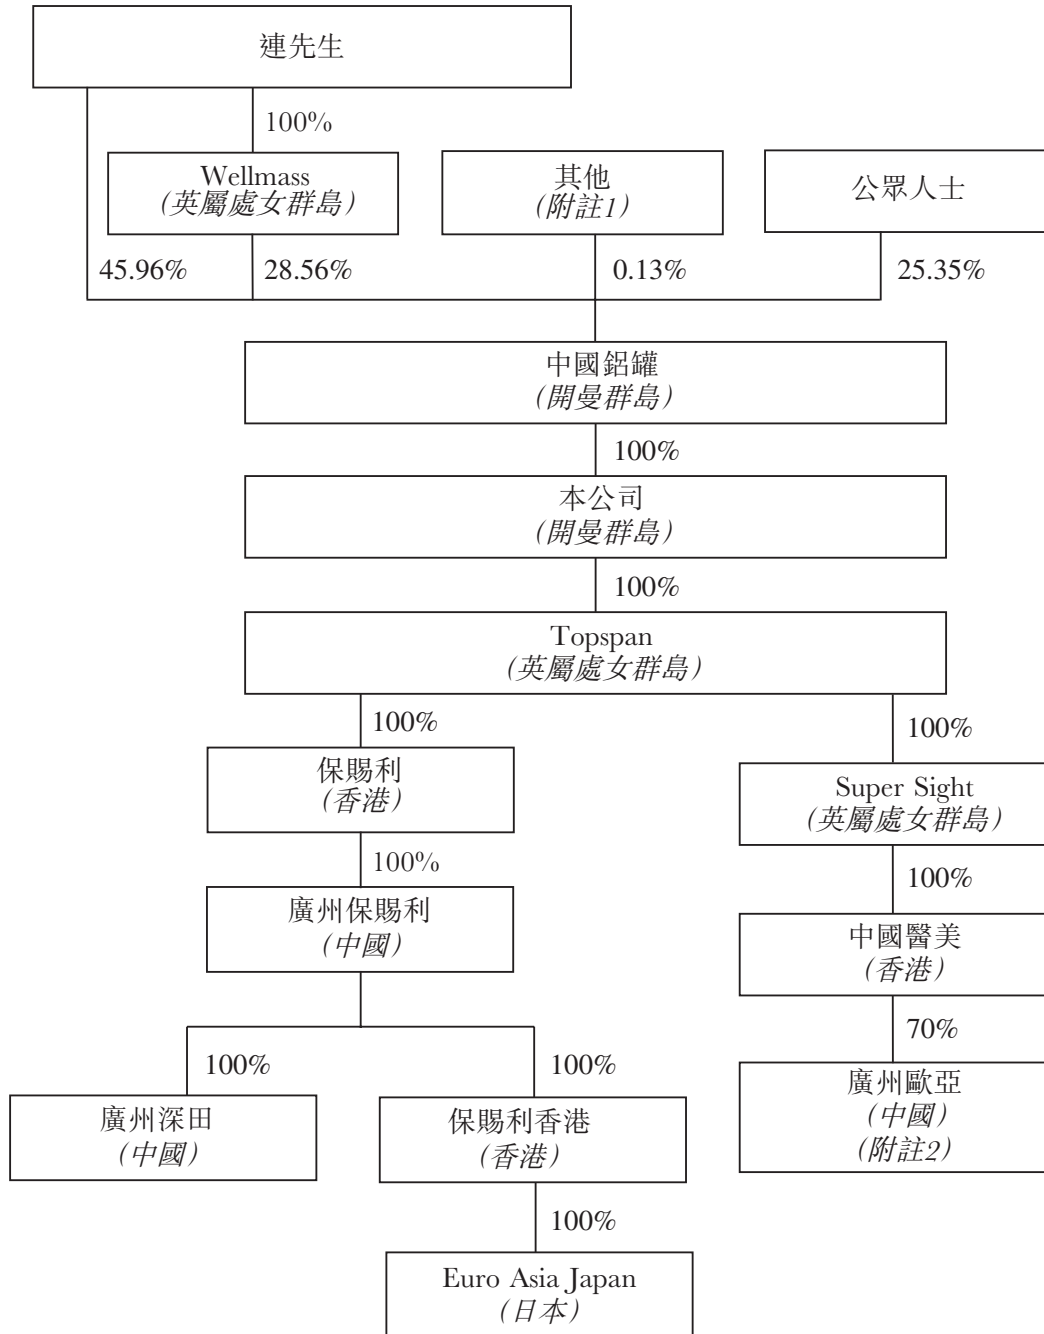 連先生
100%
Wellmass
(英屬處女群島)
其他
(附註1)
公眾人士
45.96%
28.56%
0.13%
25.35%
中國鋁罐
(開曼群島)
100%
本公司
(開曼群島)
100%
Topspan
(英屬處女群島)
100%
100%
保賜利
(香港)
Super Sight
(英屬處女群島)
100%
100%
廣州保賜利
(中國)
中國醫美
(香港)
70%
100%
100%
廣州深田
(中國)
保賜利香港
(香港)
廣州歐亞
(中國)
(附註2)
100%
Euro Asia Japan
(日本)